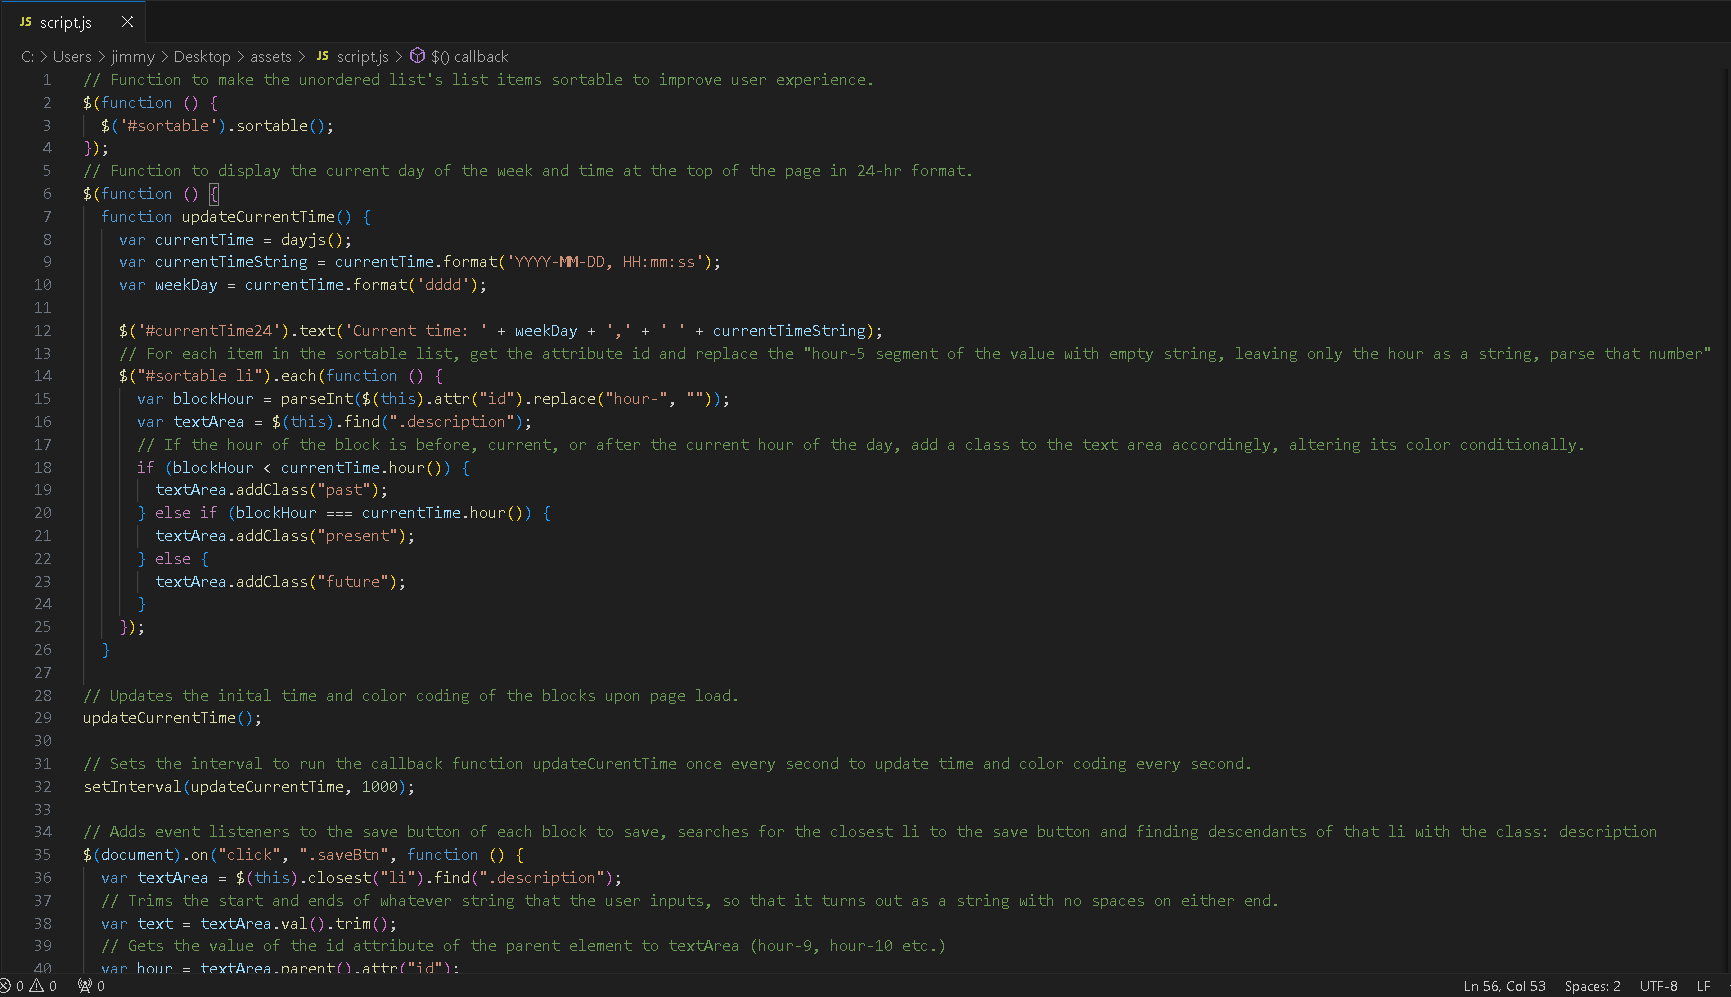 JS script.js
C: > Users > jimmy > Desktop > assets > JS script.js > $() callback
1 // Function to make the unordered list's list items sortable to improve user experience.
2 $(function () {
3   $('#sortable').sortable();
4 });
5 // Function to display the current day of the week and time at the top of the page in 24-hr format.
6 $(function () {
7   function updateCurrentTime() {
8     var currentTime = dayjs();
9     var currentTimeString = currentTime.format('YYYY-MM-DD, HH:mm:ss');
10     var weekDay = currentTime.format('dddd');
11
12     $('#currentTime24').text('Current time: ' + weekDay + ',' + ' ' + currentTimeString);
13     // For each item in the sortable list, get the attribute id and replace the "hour-5 segment of the value with empty string, leaving only the hour as a string, parse that number"
14     $("#sortable li").each(function () {
15       var blockHour = parseInt($(this).attr("id").replace("hour-", ""));
16       var textArea = $(this).find(".description");
17       // If the hour of the block is before, current, or after the current hour of the day, add a class to the text area accordingly, altering its color conditionally.
18       if (blockHour < currentTime.hour()) {
19         textArea.addClass("past");
20       } else if (blockHour === currentTime.hour()) {
21         textArea.addClass("present");
22       } else {
23         textArea.addClass("future");
24       }
25     });
26   }
27
28 // Updates the inital time and color coding of the blocks upon page load.
29 updateCurrentTime();
30
31 // Sets the interval to run the callback function updateCurentTime once every second to update time and color coding every second.
32 setInterval(updateCurrentTime, 1000);
33
34 // Adds event listeners to the save button of each block to save, searches for the closest li to the save button and finding descendants of that li with the class: description
35 $(document).on("click", ".saveBtn", function () {
36   var textArea = $(this).closest("li").find(".description");
37   // Trims the start and ends of whatever string that the user inputs, so that it turns out as a string with no spaces on either end.
38   var text = textArea.val().trim();
39   // Gets the value of the id attribute of the parent element to textArea (hour-9, hour-10 etc.)
40   var hour = textArea.parent().attr("id");
0 0 0 Ln 56, Col 53 Spaces: 2 UTF-8 LF